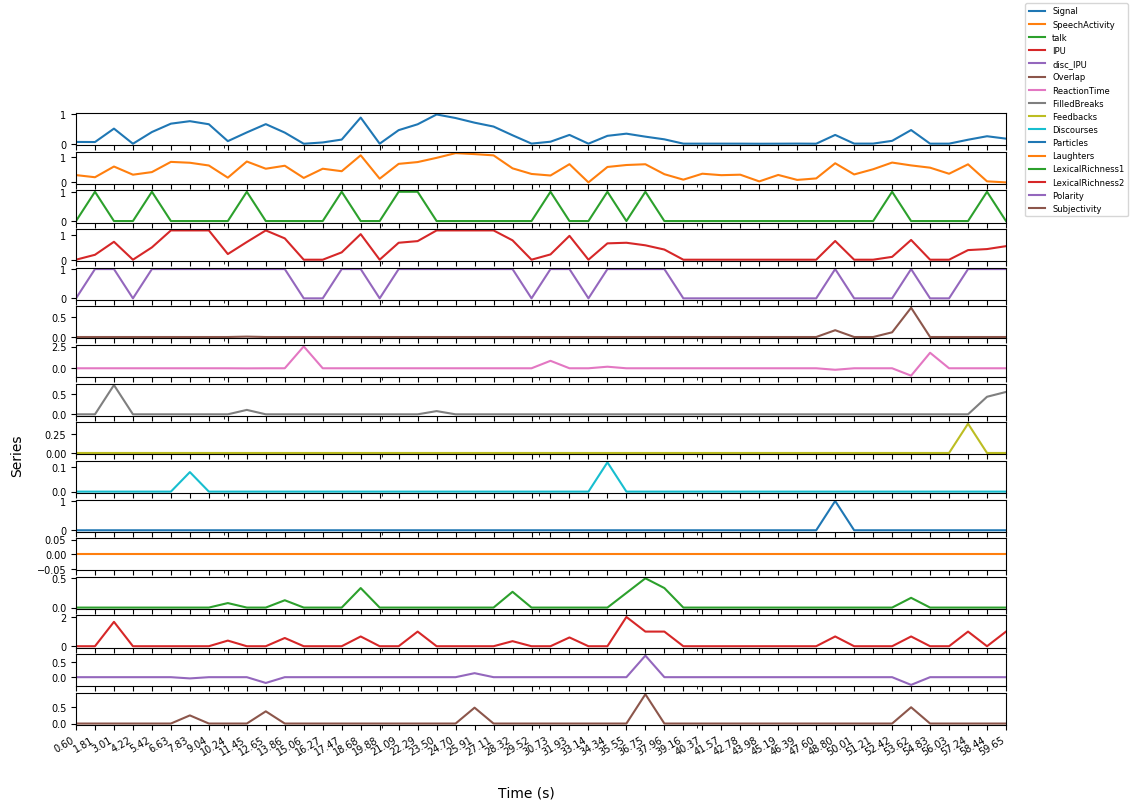 Signal
SpeechActivity
talk
IPU
disc_IPU
Overlap
ReactionTime
FilledBreaks
Feedbacks
Discourses
Particles
Laughters
LexicalRichness1
LexicalRichness2
Polarity
Subjectivity
1
0
1
0
1
0
1
0
1
0
0.5
0.0
2.5
0.0
0.5
0.0
0.25
0.00
0.1
0.0
1
0
0.05
0.00
−0.05
0.5
0.0
2
0
0.5
0.0
0.5
0.0
Series
0.60 1.81 3.01 4.22 5.42 6.63 7.83 9.04 10.24 11.45 12.65 13.86 15.06 16.27 17.47 18.68 19.88 21.09 22.29 23.50 24.70 25.91 27.11 28.32 29.52 30.73 31.93 33.14 34.34 35.55 36.75 37.96 39.16 40.37 41.57 42.78 43.98 45.19 46.39 47.60 48.80 50.01 51.21 52.42 53.62 54.83 56.03 57.24 58.44 59.65
Time (s)